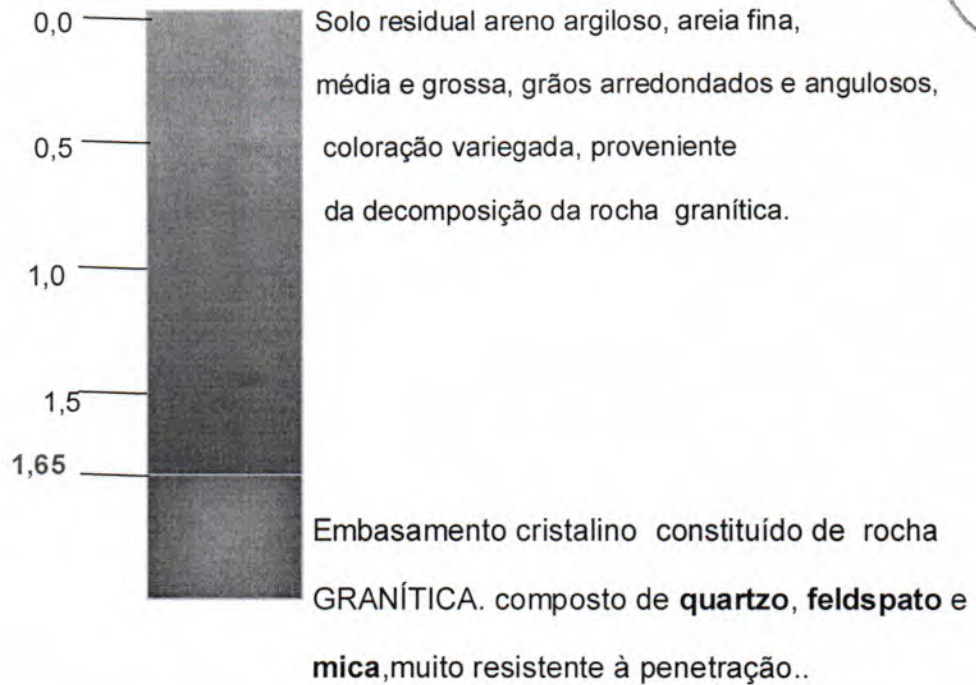 0,0
Solo residual areno argiloso, areia fina,
média e grossa, grãos arredondados e angulosos,
0,5
coloração variegada, proveniente
da decomposição da rocha granítica.
1,0
1,5
1,65
Embasamento cristalino constituído de rocha
GRANÍTICA. composto de quartzo, feldspato e
mica,muito resistente à penetração..